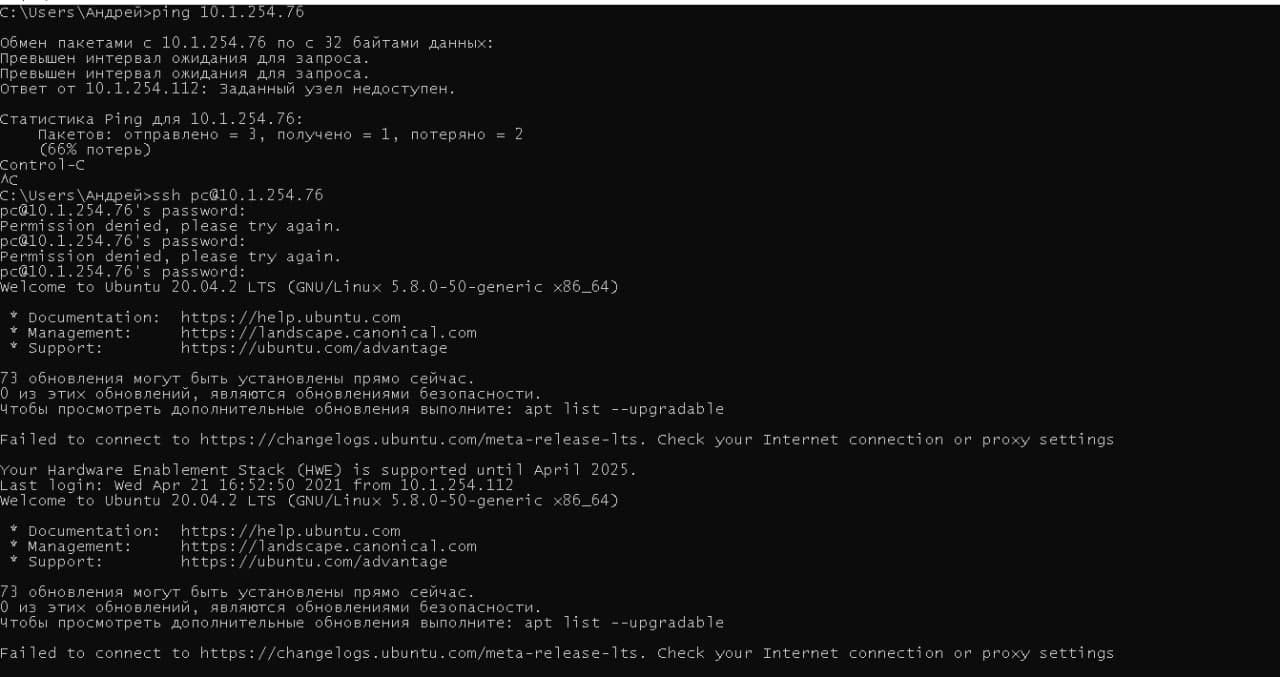 C:\Users\Андрей>ping 10.1.254.76
Обмен пакетами с 10.1.254.76 по с 32 байтами данных:
Превышен интервал ожидания для запроса.
Превышен интервал ожидания для запроса.
Ответ от 10.1.254.112: Заданный узел недоступен.
Статистика Ping для 10.1.254.76:
    Пакетов: отправлено = 3, получено = 1, потеряно = 2
    (66% потерь)
Control-C
^C
C:\Users\Андрей>ssh pc@10.1.254.76
pc@10.1.254.76's password:
Permission denied, please try again.
pc@10.1.254.76's password:
Permission denied, please try again.
pc@10.1.254.76's password:
Welcome to Ubuntu 20.04.2 LTS (GNU/Linux 5.8.0-50-generic x86_64)
 * Documentation:  https://help.ubuntu.com
 * Management:     https://landscape.canonical.com
 * Support:        https://ubuntu.com/advantage
73 обновления могут быть установлены прямо сейчас.
0 из этих обновлений, являются обновлениями безопасности.
Чтобы просмотреть дополнительные обновления выполните: apt list --upgradable
Failed to connect to https://changelogs.ubuntu.com/meta-release-lts. Check your Internet connection or proxy settings
Your Hardware Enablement Stack (HWE) is supported until April 2025.
Last login: Wed Apr 21 16:52:50 2021 from 10.1.254.112
Welcome to Ubuntu 20.04.2 LTS (GNU/Linux 5.8.0-50-generic x86_64)
 * Documentation:  https://help.ubuntu.com
 * Management:     https://landscape.canonical.com
 * Support:        https://ubuntu.com/advantage
73 обновления могут быть установлены прямо сейчас.
0 из этих обновлений, являются обновлениями безопасности.
Чтобы просмотреть дополнительные обновления выполните: apt list --upgradable
Failed to connect to https://changelogs.ubuntu.com/meta-release-lts. Check your Internet connection or proxy settings